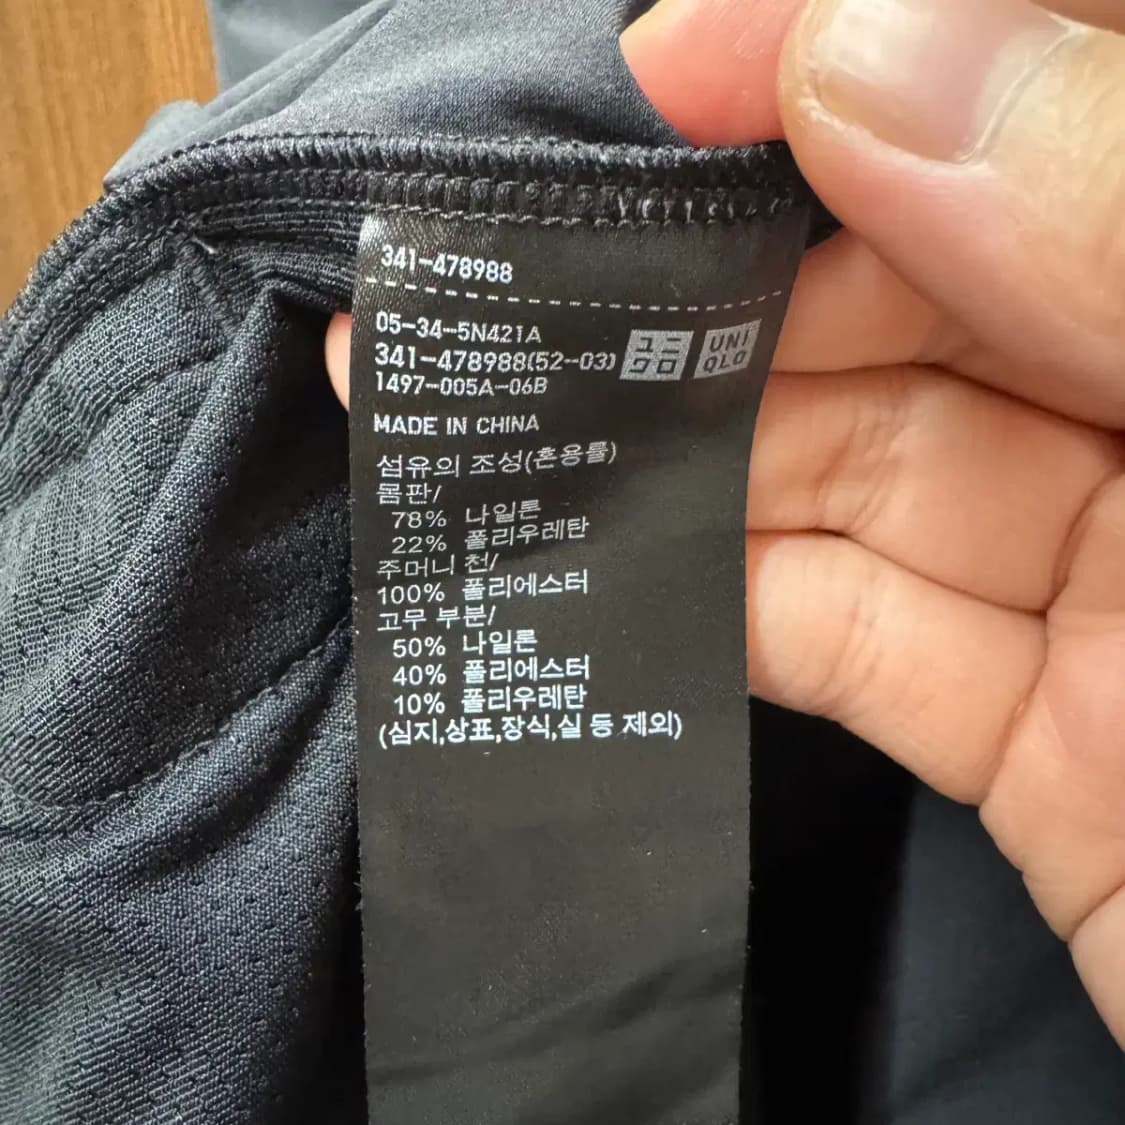 341-478988
05-34-5N421A
341-478988(52-03)
1497-005A-06B
ユニ
クロ
UNI
QLO
MADE IN CHINA
섬유의 조성(혼용률)
몸판/
78% 나일론
22% 폴리우레탄
주머니 천/
100% 폴리에스터
고무 부분/
50% 나일론
40% 폴리에스터
10% 폴리우레탄
(심지,상표,장식,실 등 제외)